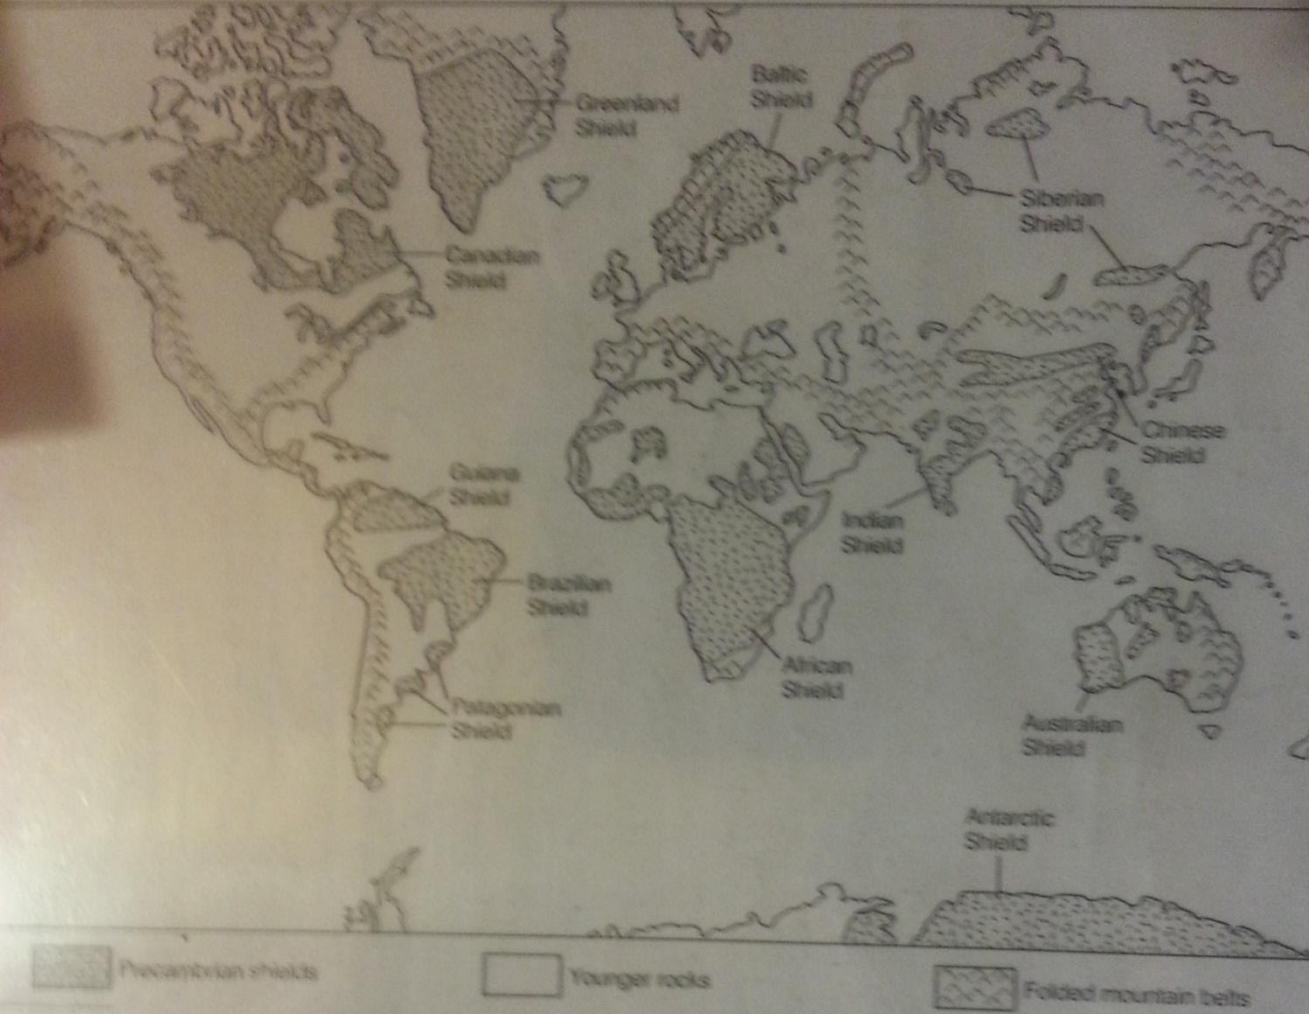 Baltic
Shield
Greenland
Shield
Siberian
Shield
Canadian
Shield
Chinese
Shield
Guiana
Shield
Indian
Shield
Brazilian
Shield
African
Shield
Patagonian
Shield
Australian
Shield
Antarctic
Shield
Precambrian shields
Younger rocks
Folded mountain belts